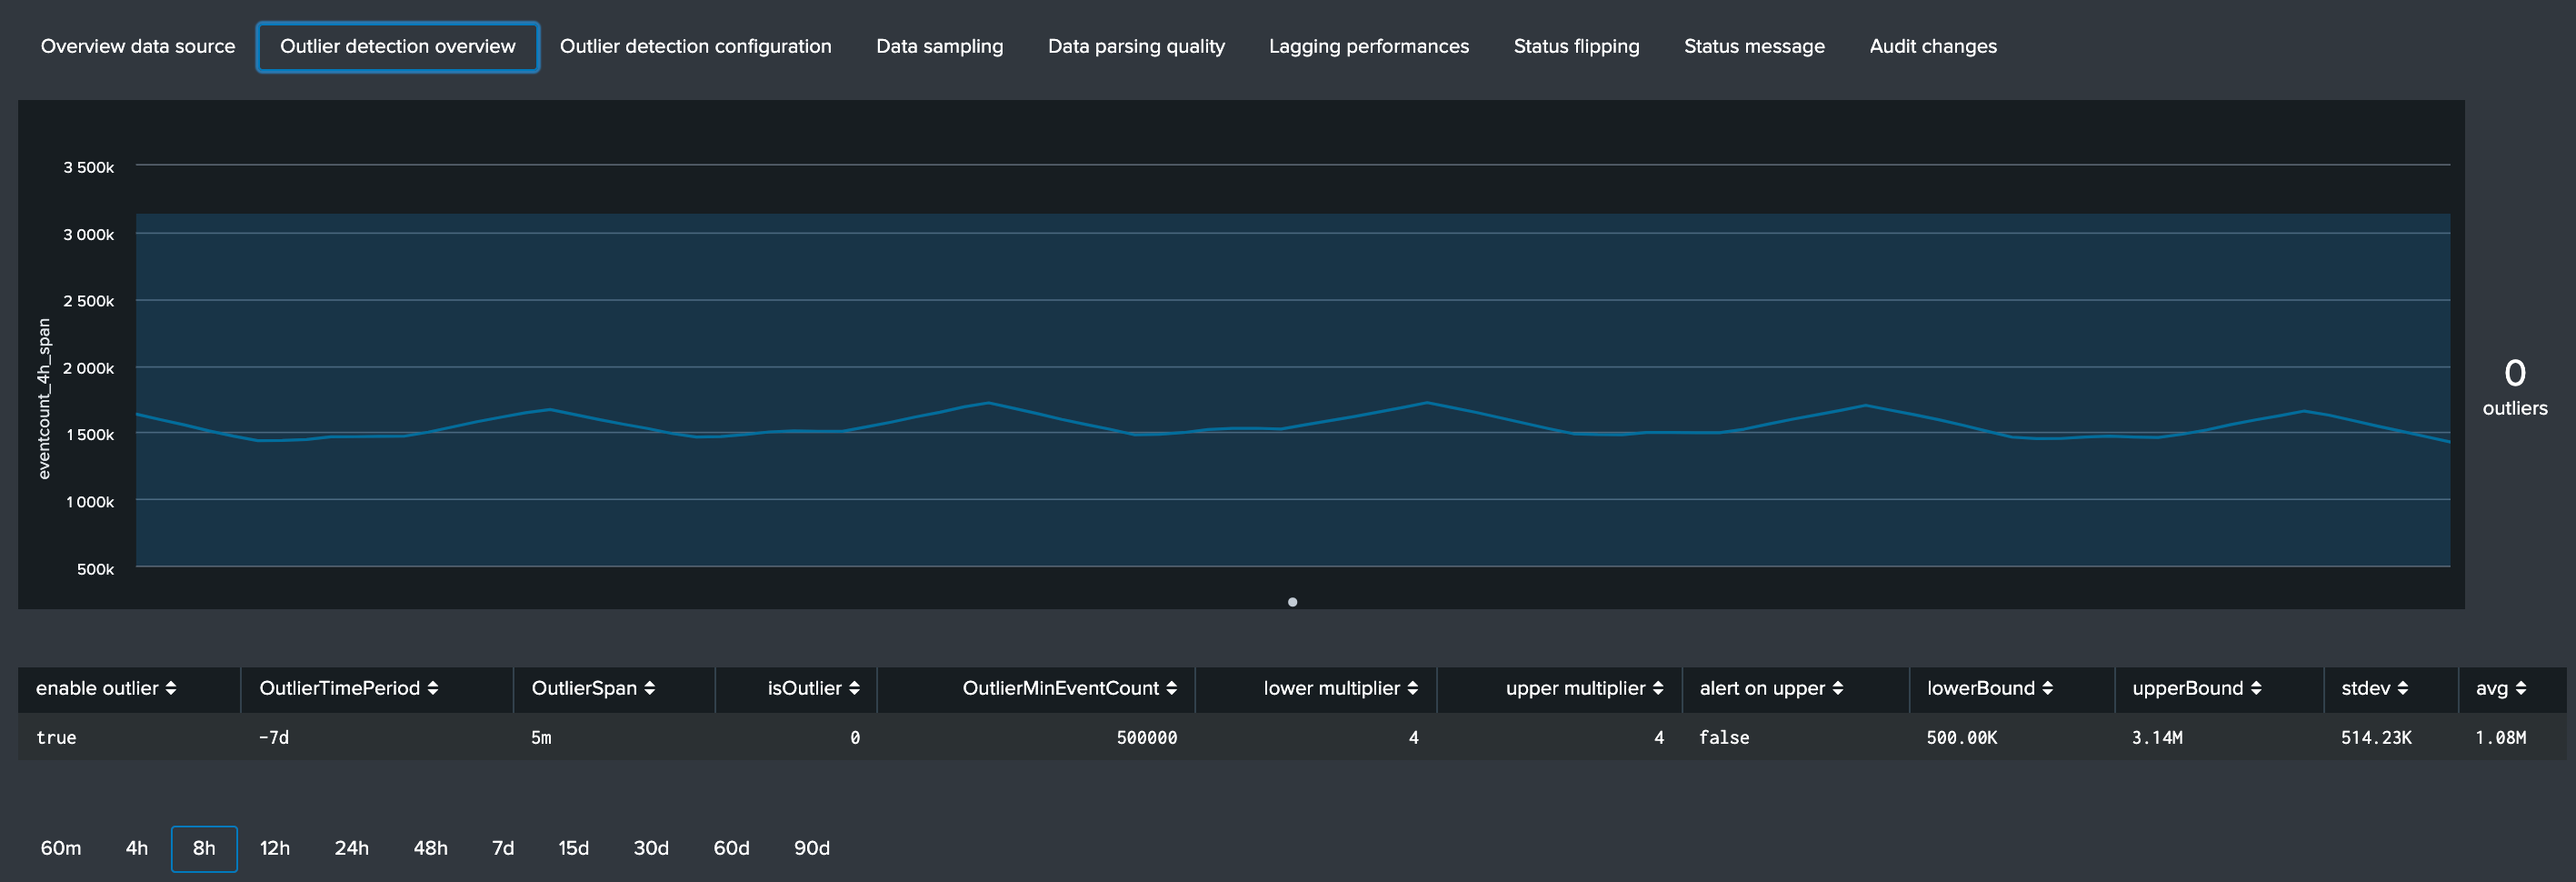 Overview data source Outlier detection overview Outlier detection configuration Data sampling Data parsing quality Lagging performances Status flipping Status message Audit changes
3 500k
3 000k
2 500k
2 000k
1 500k
1 000k
500k
eventcount_4h_span
0
outliers
enable outlier OutlierTimePeriod OutlierSpan isOutlier OutlierMinEventCount lower multiplier upper multiplier alert on upper lowerBound upperBound stdev avg
true -7d 5m 0 500000 4 4 false 500.00K 3.14M 514.23K 1.08M
60m 4h 8h 12h 24h 48h 7d 15d 30d 60d 90d